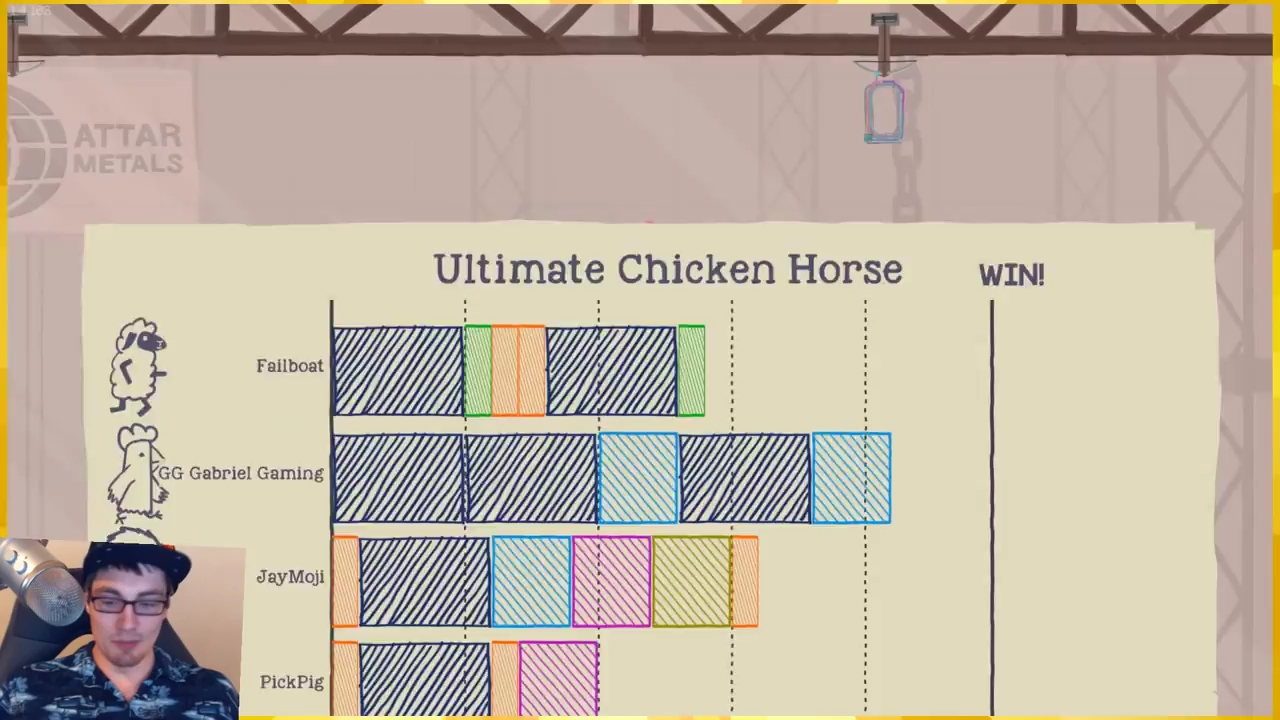 ATTAR
METALS
Ultimate Chicken Horse
WIN!
Failboat
GG Gabriel Gaming
JayMoji
PickPig